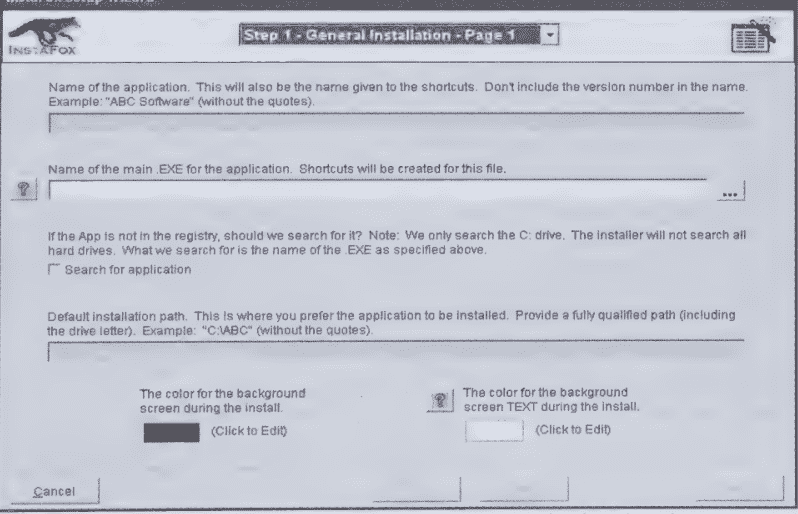 INSTAFOX
Step 1 - General Installation - Page 1
Name of the application. This will also be the name given to the shortcuts. Don't include the version number in the name.
Example: "ABC Software" (without the quotes).
Name of the main .EXE for the application. Shortcuts will be created for this file.
?
...
If the App is not in the registry, should we search for it? Note: We only search the C: drive. The installer will not search all
hard drives. What we search for is the name of the .EXE as specified above.
Search for application
Default installation path. This is where you prefer the application to be installed. Provide a fully qualified path (including
the drive letter). Example: "C:\ABC" (without the quotes).
The color for the background
screen during the install.
(Click to Edit)
?
The color for the background
screen TEXT during the install.
(Click to Edit)
Cancel